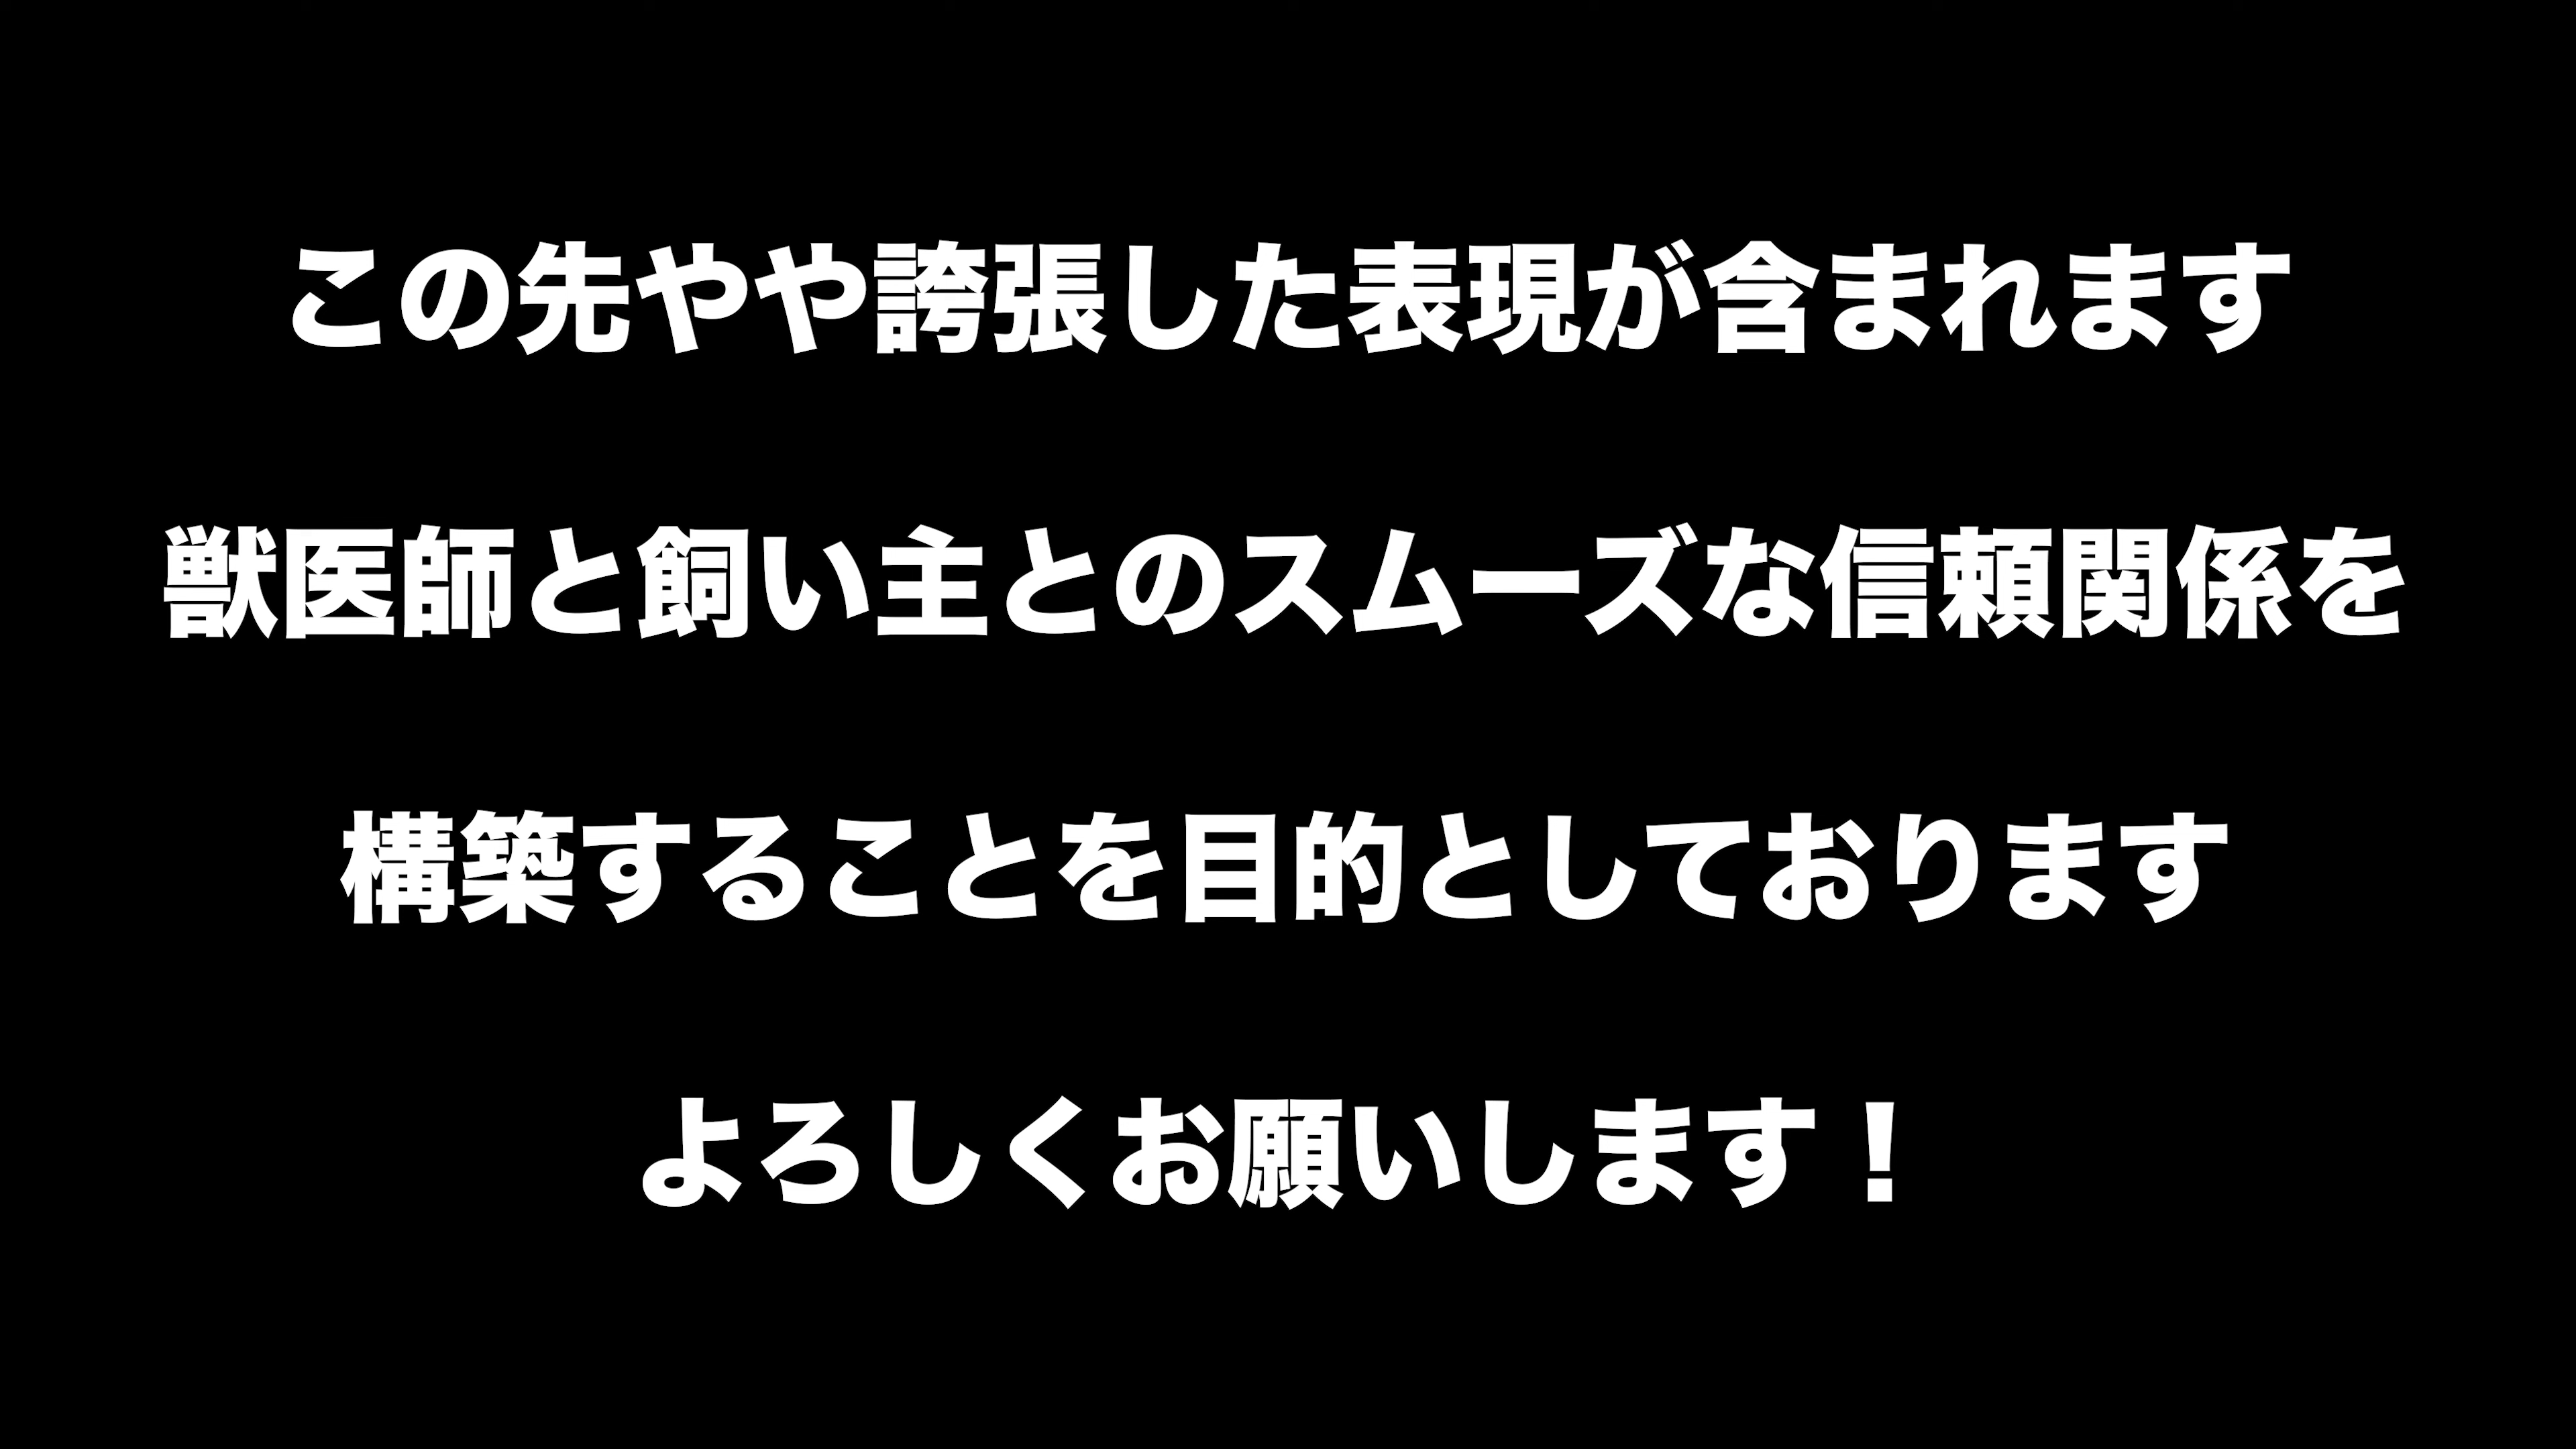 この先やや誇張した表現が含まれます
獣医師と飼い主とのスムーズな信頼関係を
構築することを目的としております
よろしくお願いします！